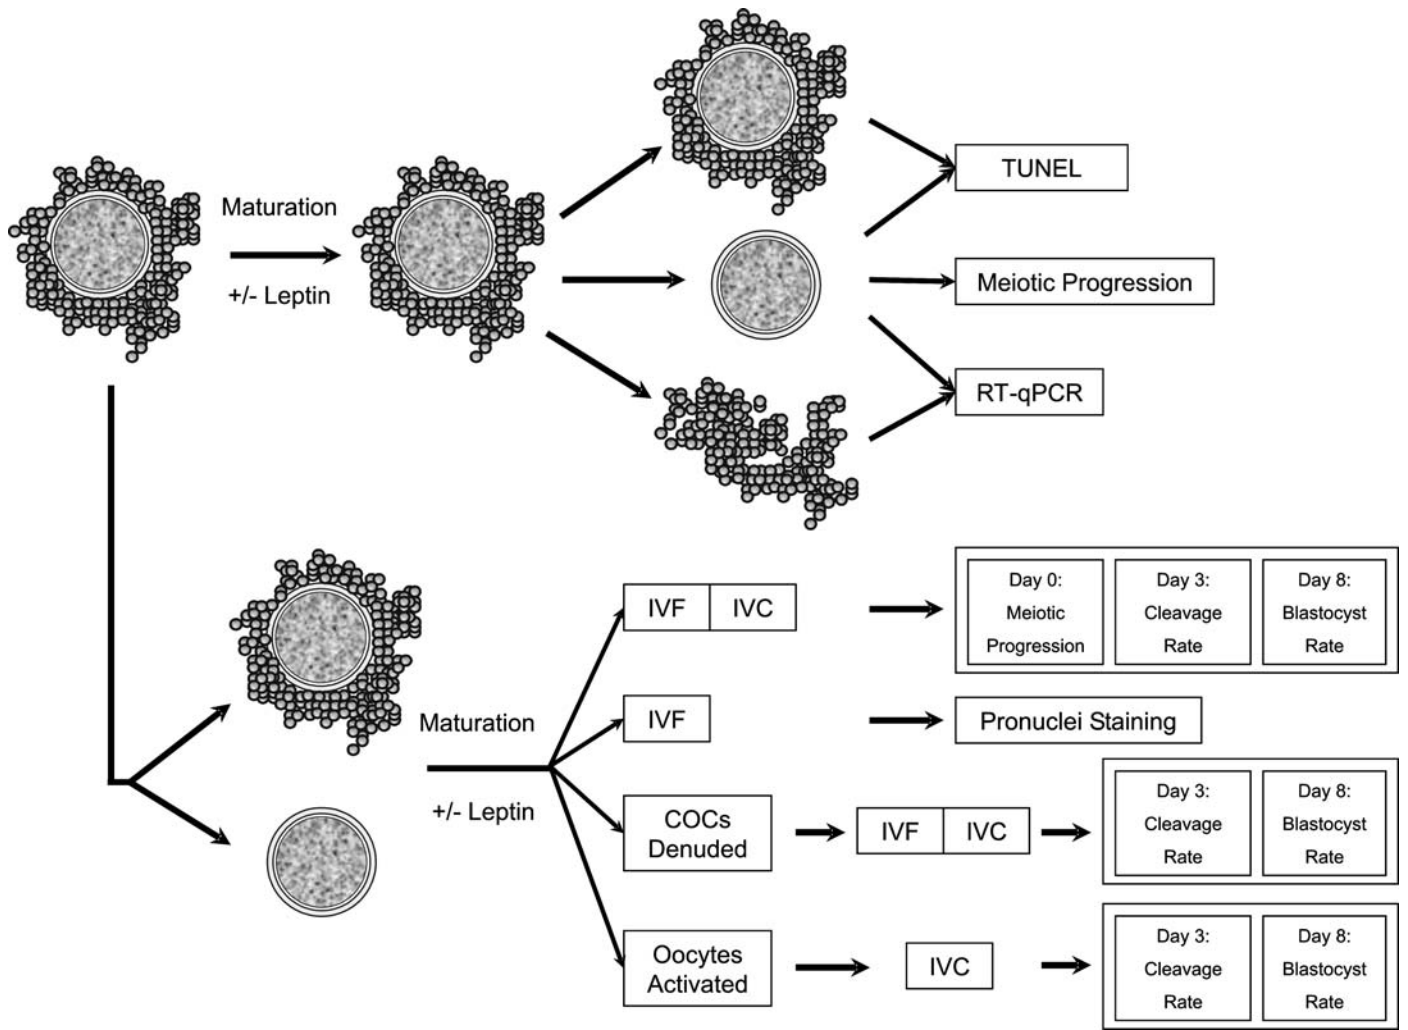 Maturation
+/- Leptin
TUNEL
Meiotic Progression
RT-qPCR
Maturation
+/- Leptin
IVF IVC
Day 0:
Meiotic
Progression
Day 3:
Cleavage
Rate
Day 8:
Blastocyst
Rate
IVF
Pronuclei Staining
COCs
Denuded
IVF IVC
Day 3:
Cleavage
Rate
Day 8:
Blastocyst
Rate
Oocytes
Activated
IVC
Day 3:
Cleavage
Rate
Day 8:
Blastocyst
Rate